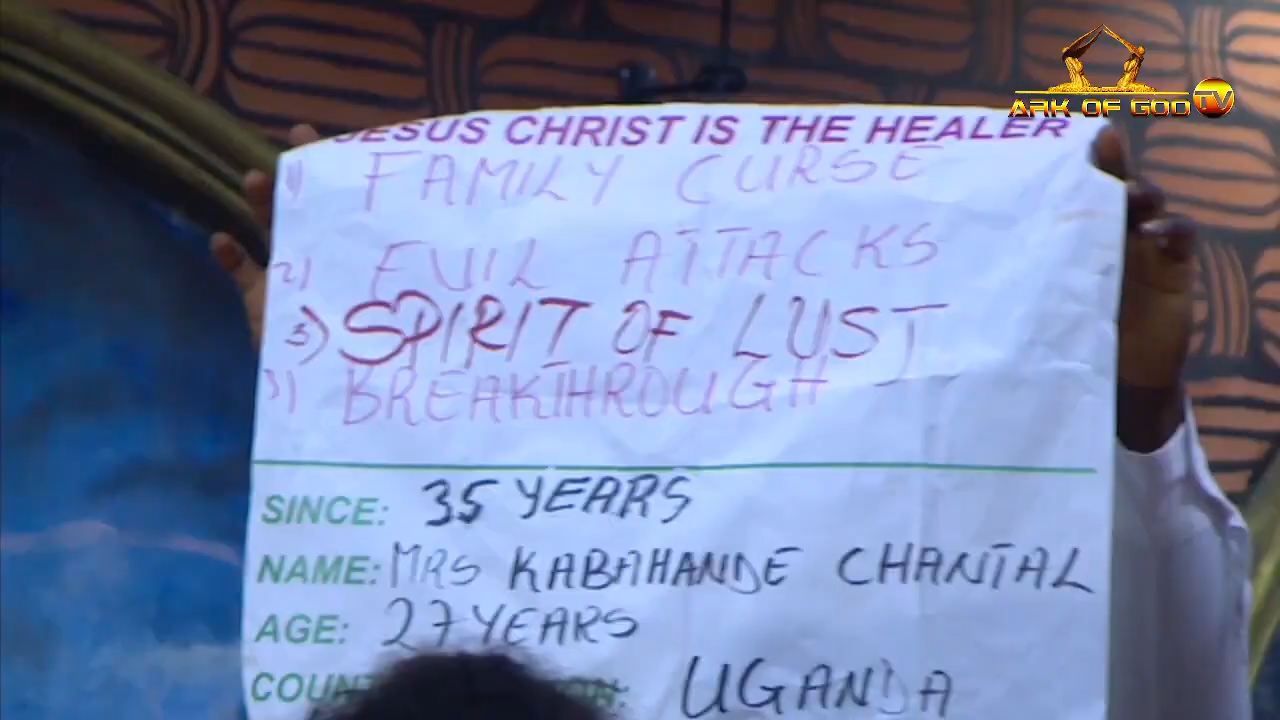 ARK OF GOD TV
JESUS CHRIST IS THE HEALER
1) FAMILY CURSE
2) EVIL ATTACKS
3) SPIRIT OF LUST
3) BREAKTHROUGH
SINCE: 35 YEARS
NAME: MRS KABAHANDE CHANTAL
AGE: 27 YEARS
UGANDA